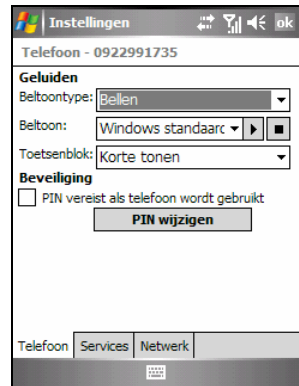 Instellingen ok
Telefoon - 0922991735
Geluiden
Beltoontype: Bellen
Beltoon: Windows standaarc
Toetsenblok: Korte tonen
Beveiliging
PIN vereist als telefoon wordt gebruikt
PIN wijzigen
Telefoon Services Netwerk